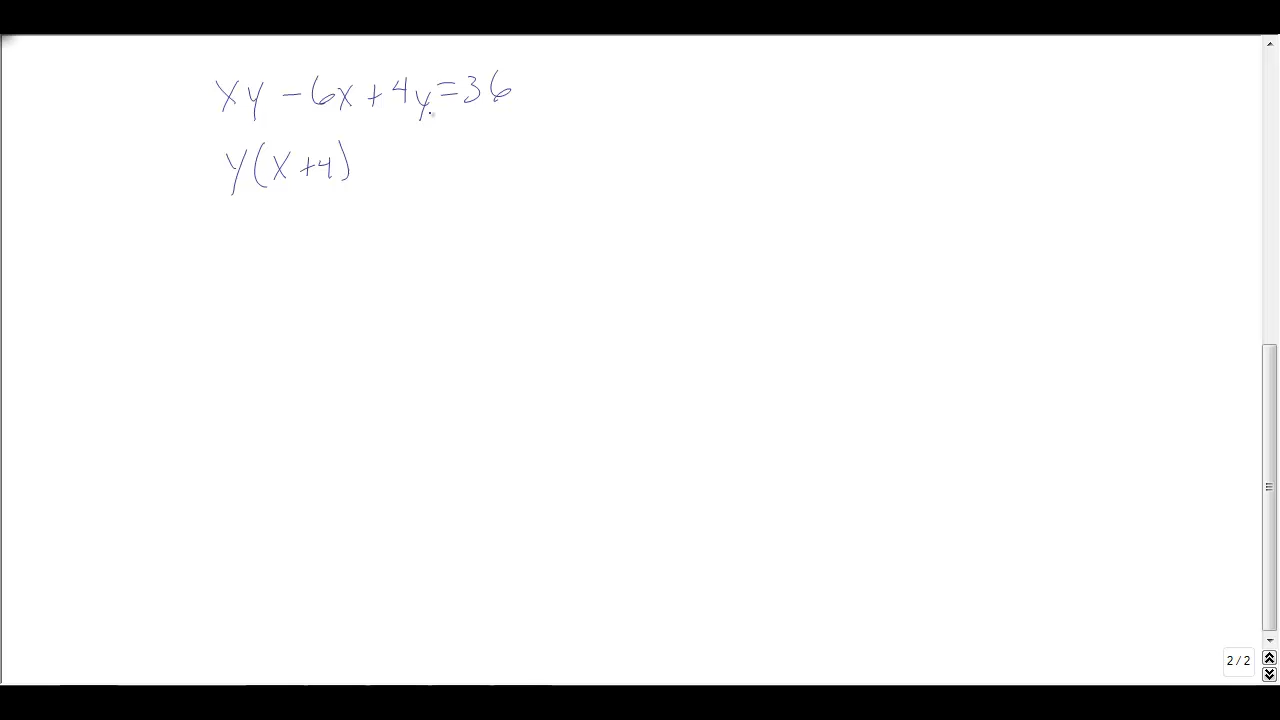 xy - 6x + 4y = 36
y(x + 4)
2 / 2